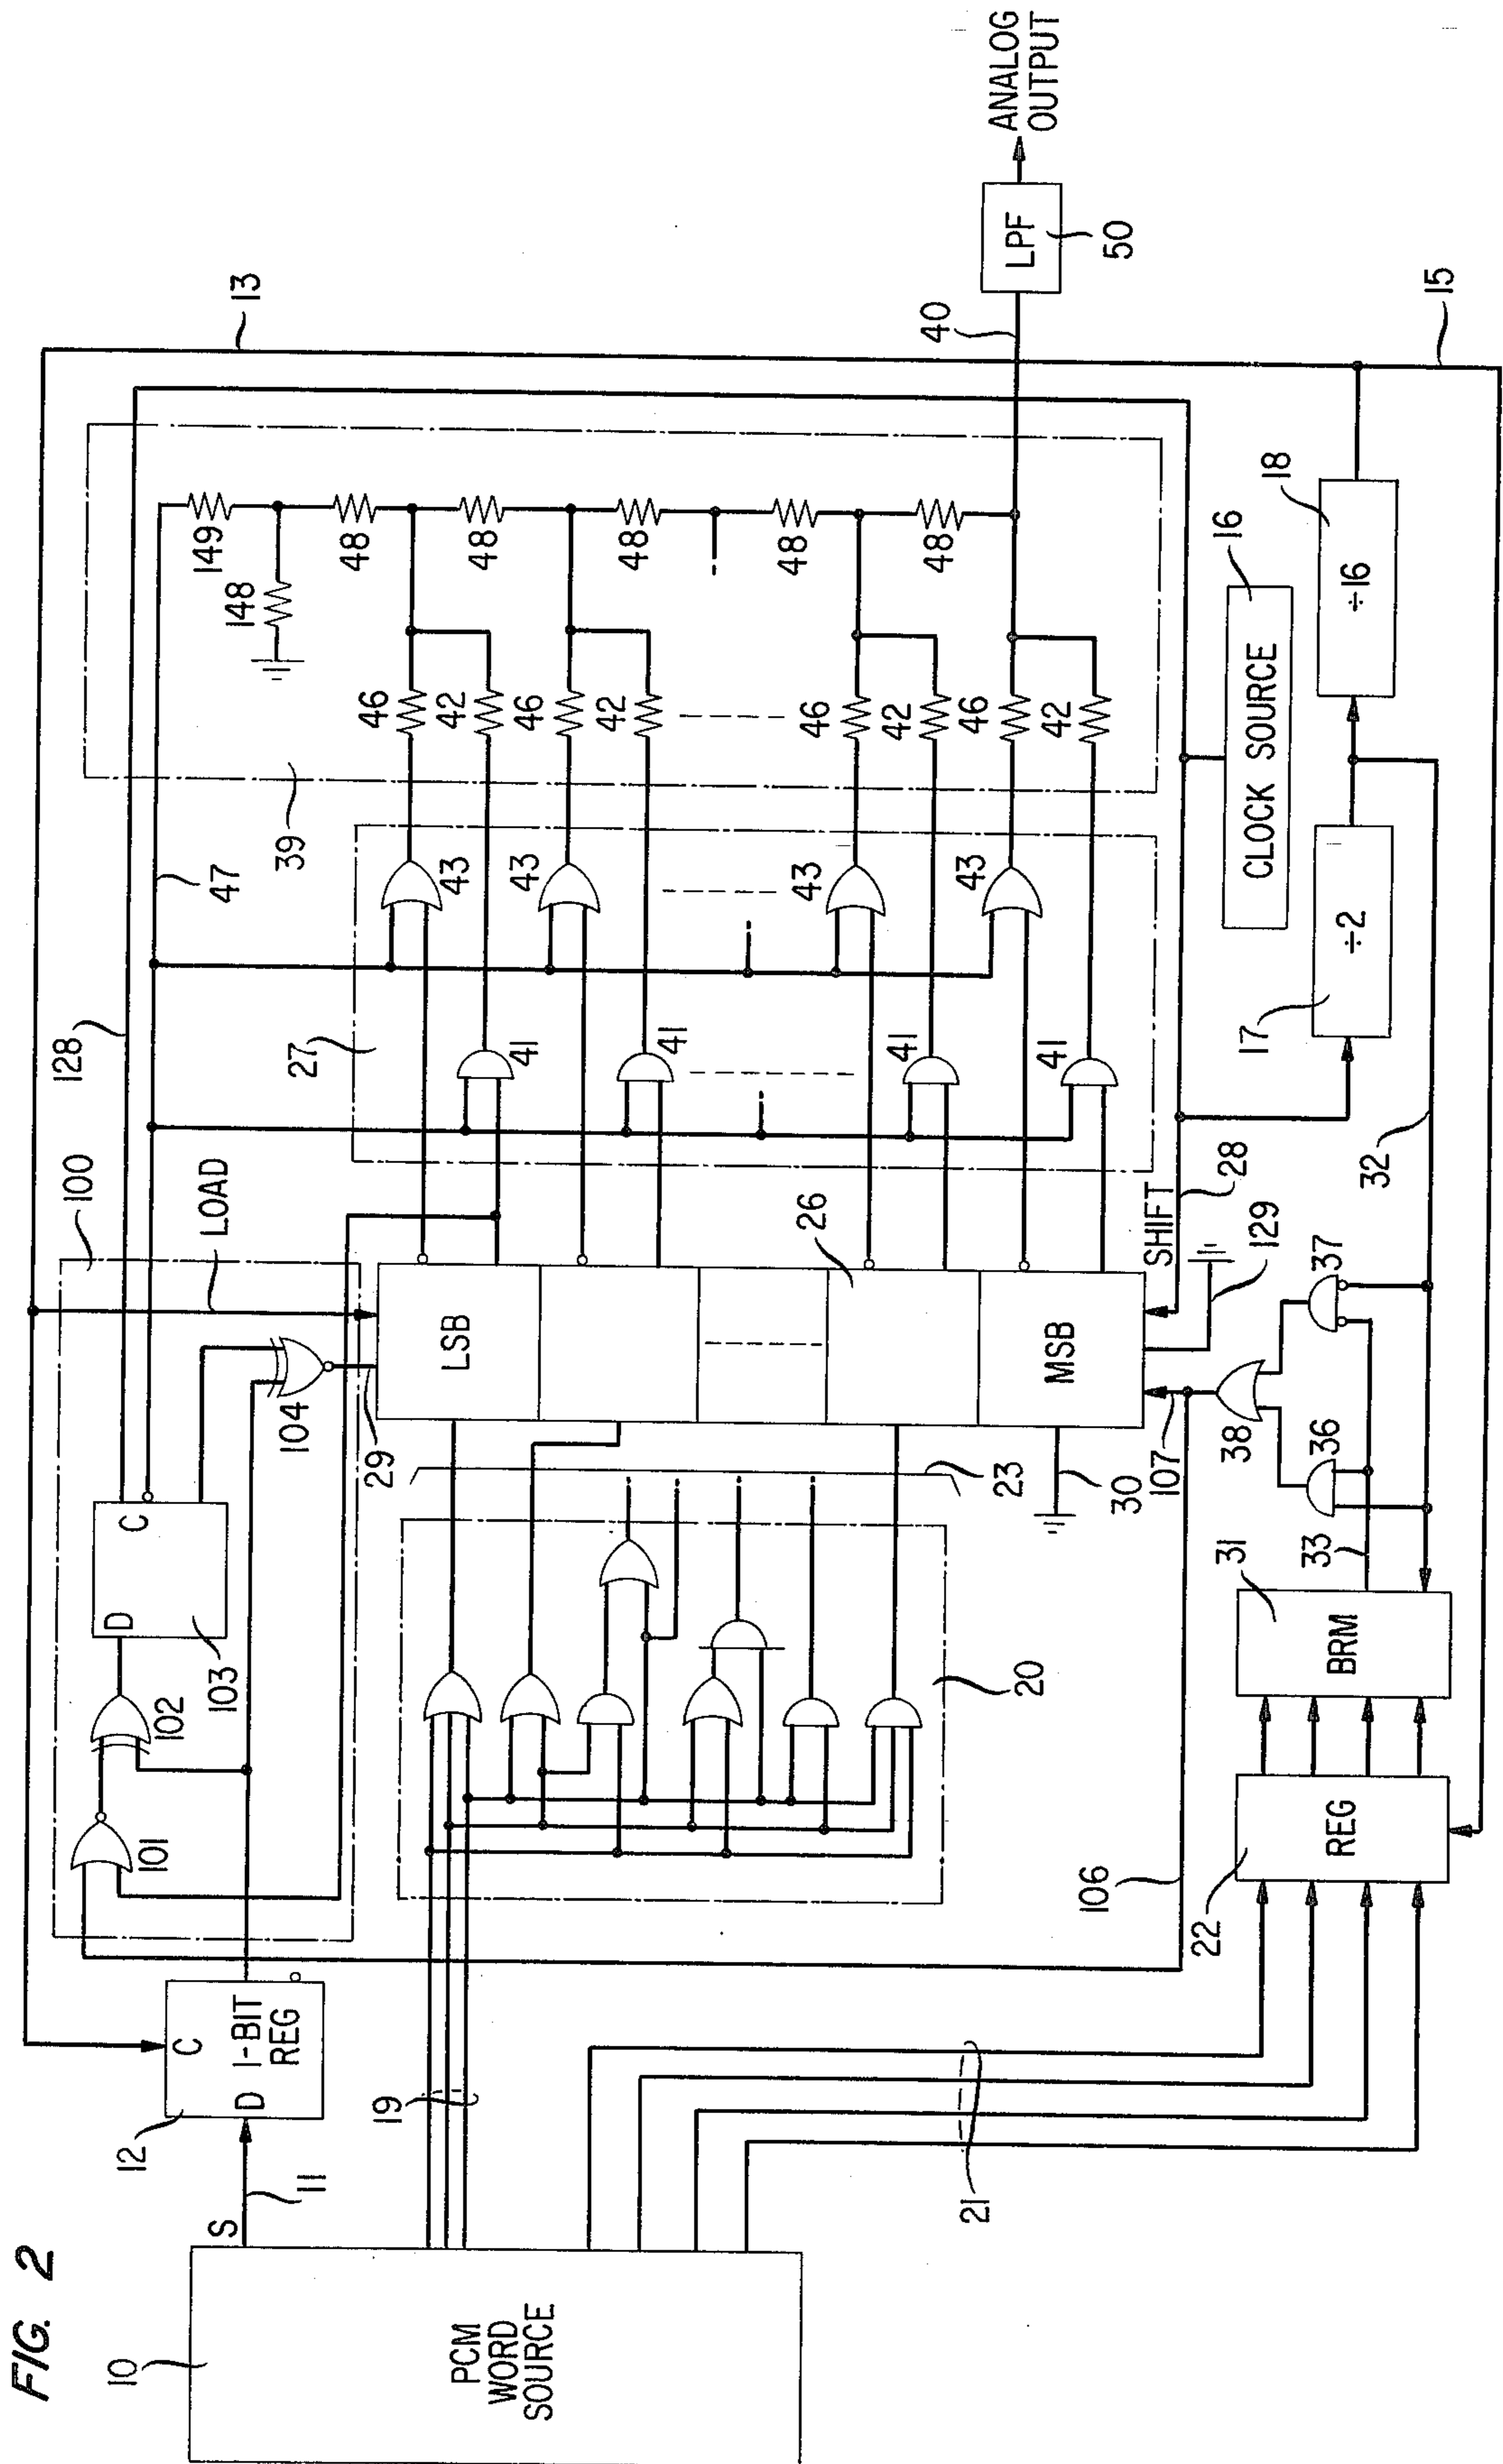 FIG. 2
10
PCM
WORD
SOURCE
S
11
12
D
C
1-BIT
REG
19
21
101
102
103
D
C
104
100
LOAD
128
47
13
29
LSB
MSB
26
23
30
107
20
106
22
REG
31
BRM
33
36
37
38
129
SHIFT
28
32
27
41
41
41
41
43
43
43
43
39
46
42
46
42
46
42
46
42
148
149
48
48
48
48
48
40
LPF
50
ANALOG
OUTPUT
CLOCK SOURCE
16
17
÷2
18
÷16
15